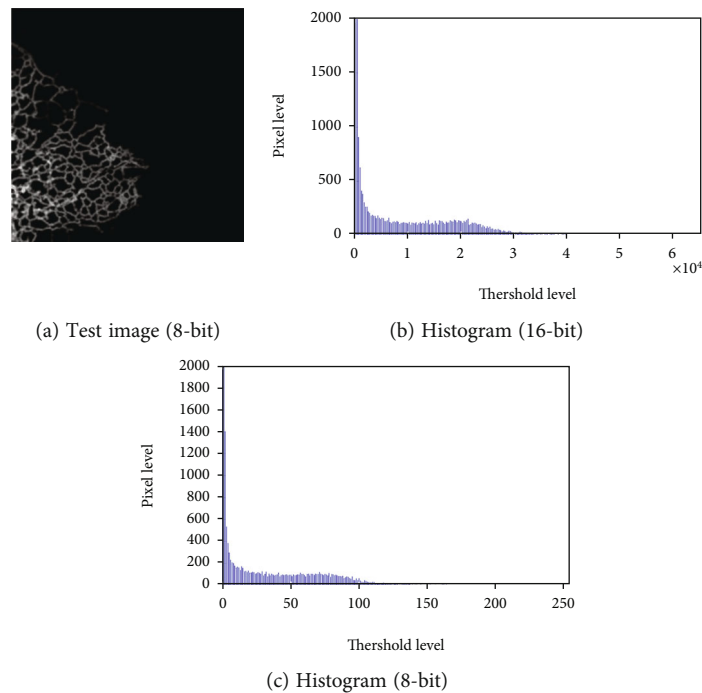 2000
1500
1000
500
0
Pixel level
0 1 2 3 4 5 6
×10⁴
Thershold level
(a) Test image (8-bit)
(b) Histogram (16-bit)
2000
1800
1600
1400
1200
1000
800
600
400
200
0
Pixel level
0 50 100 150 200 250
Thershold level
(c) Histogram (8-bit)